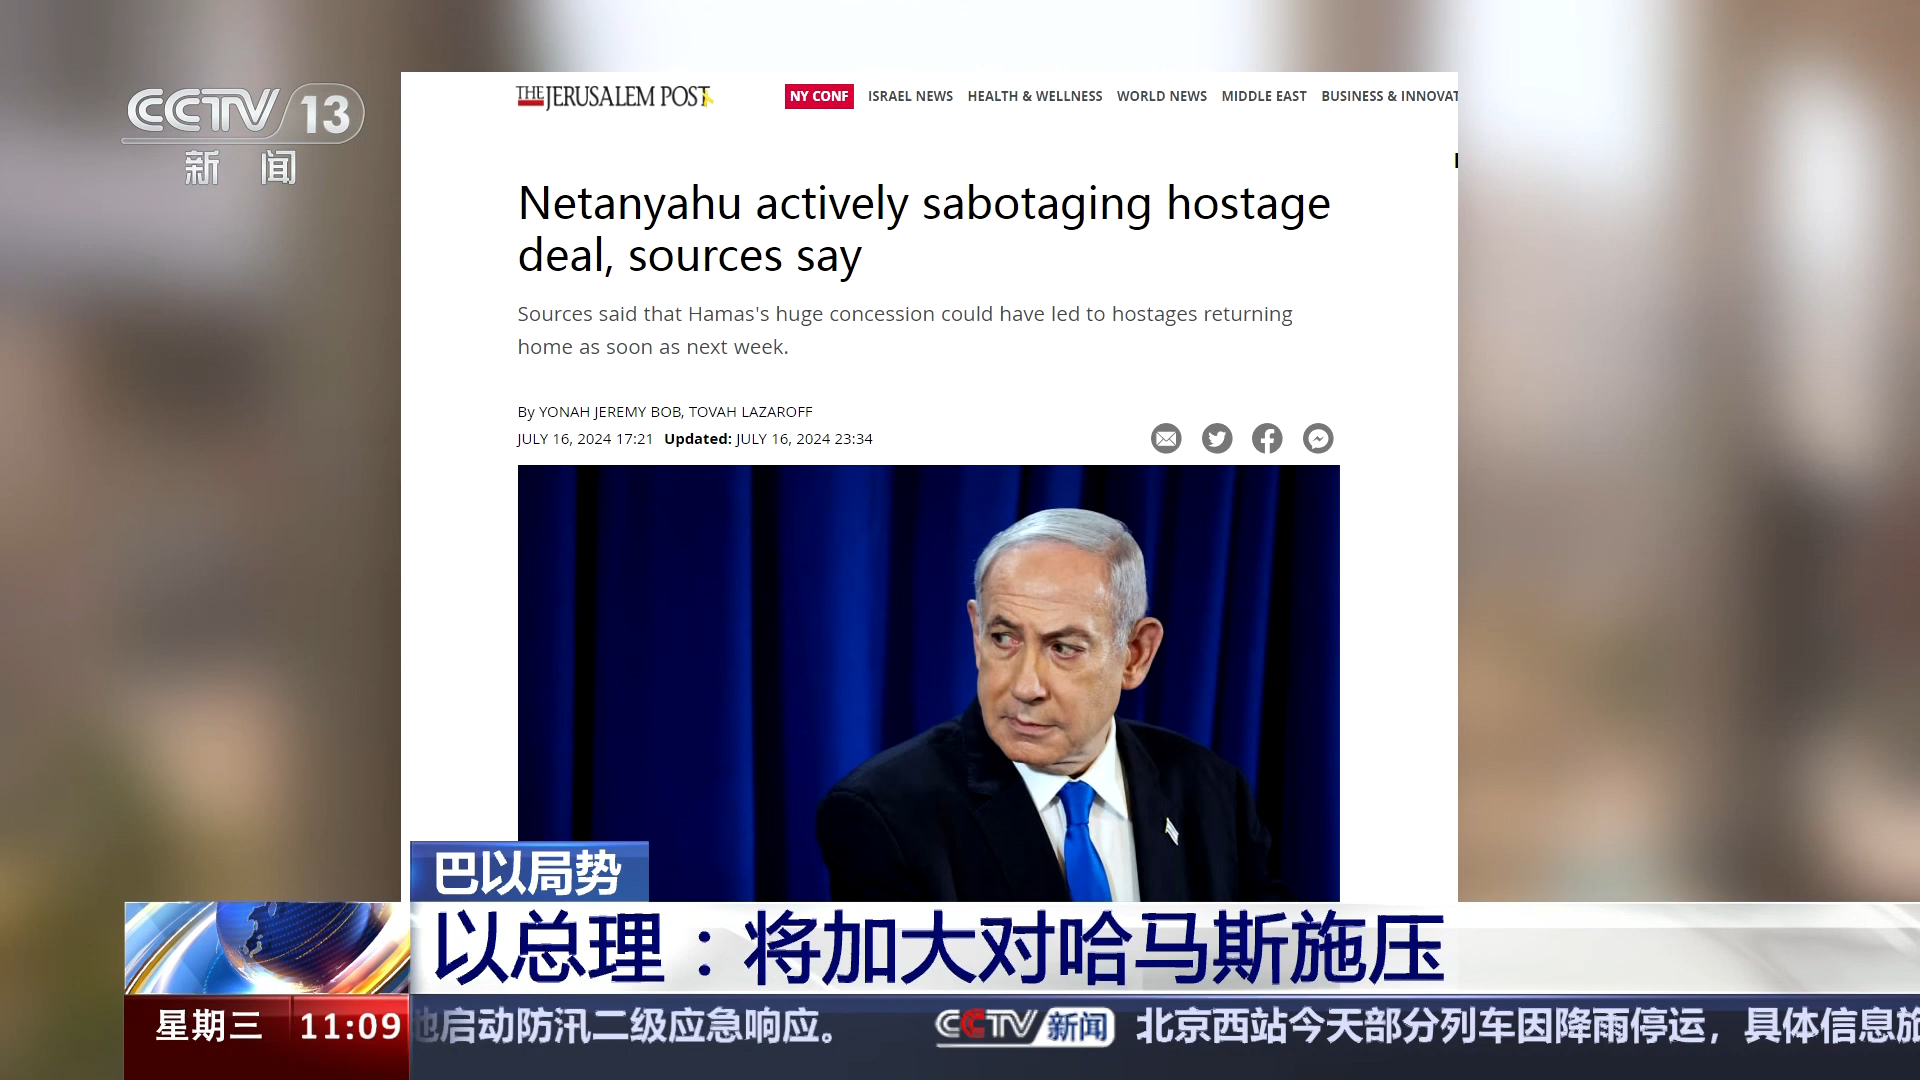 CCTV 13
新闻
THE JERUSALEM POST
NY CONF ISRAEL NEWS HEALTH & WELLNESS WORLD NEWS MIDDLE EAST BUSINESS & INNOVAT
Netanyahu actively sabotaging hostage
deal, sources say
Sources said that Hamas's huge concession could have led to hostages returning
home as soon as next week.
By YONAH JEREMY BOB, TOVAH LAZAROFF
JULY 16, 2024 17:21 Updated: JULY 16, 2024 23:34
巴以局势
以总理：将加大对哈马斯施压
星期三 11:09 启动防汛二级应急响应。 CCTV新闻 北京西站今天部分列车因降雨停运，具体信息